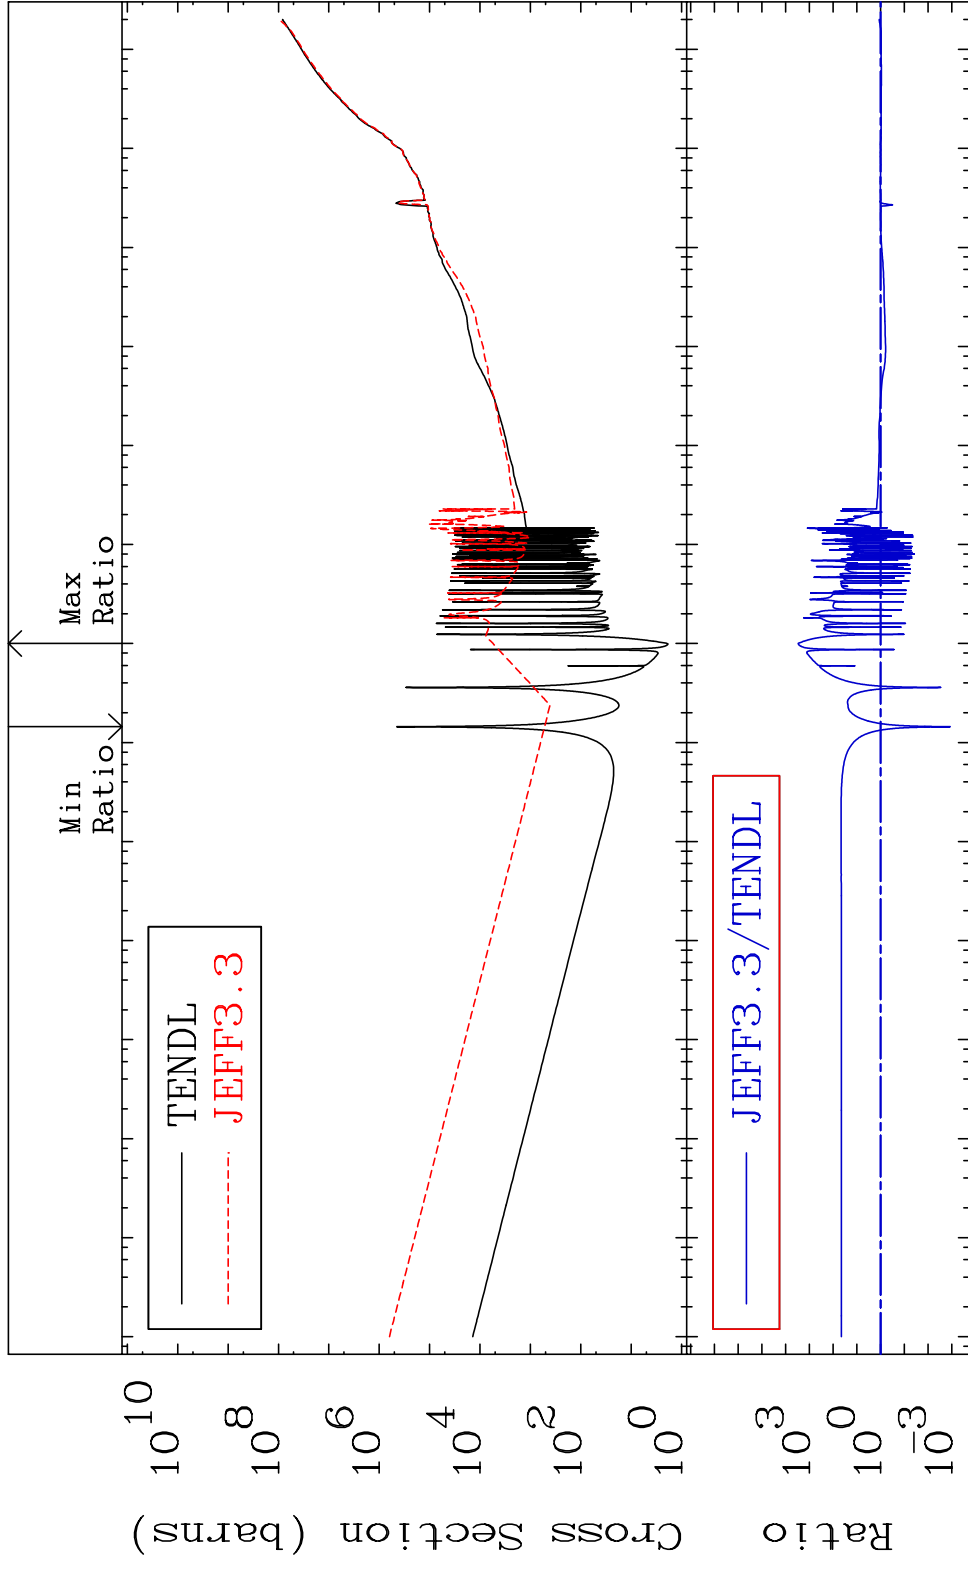 Min
Ratio
Max
Ratio
TENDL
JEFF3.3
Cross Section (barns)
10^10
10^8
10^6
10^4
10^2
10^0
JEFF3.3/TENDL
Ratio
10^3
10^0
10^-3